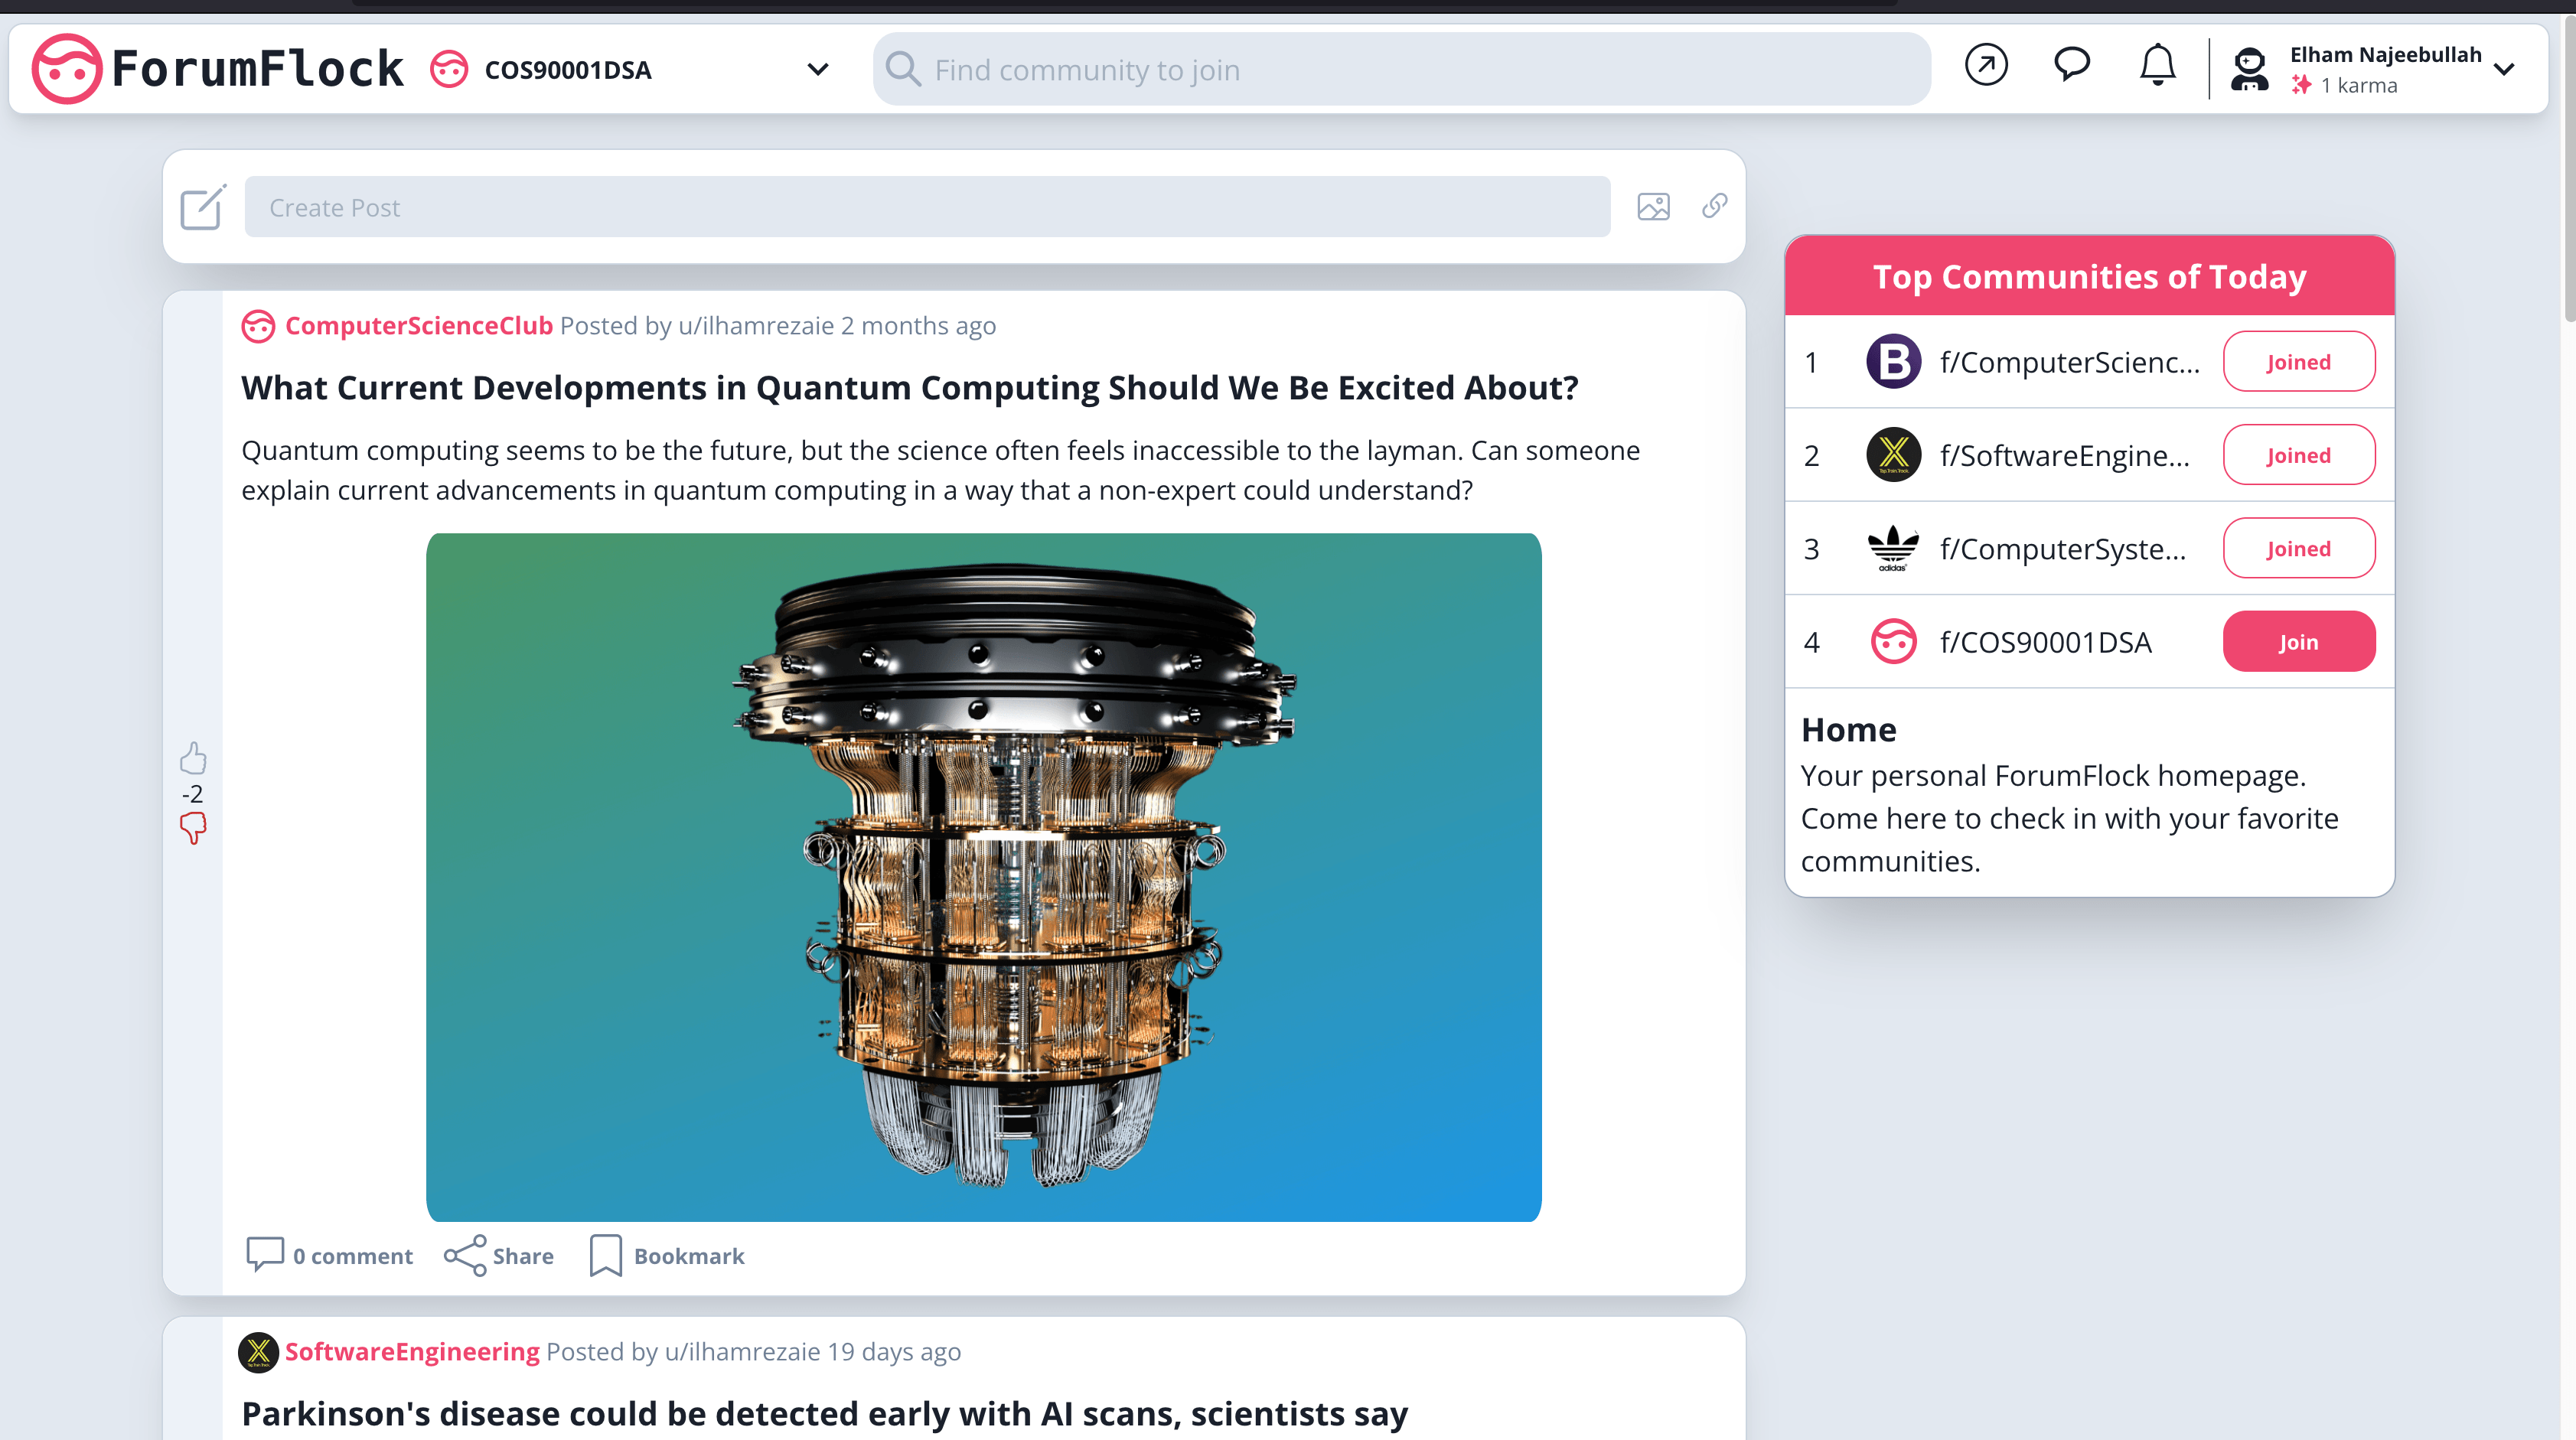 ForumFlock
COS90001DSA
Find community to join
Elham Najeebullah
1 karma
Create Post
ComputerScienceClub Posted by u/ilhamrezaie 2 months ago
What Current Developments in Quantum Computing Should We Be Excited About?
Quantum computing seems to be the future, but the science often feels inaccessible to the layman. Can someone
explain current advancements in quantum computing in a way that a non-expert could understand?
-2
0 comment
Share
Bookmark
SoftwareEngineering Posted by u/ilhamrezaie 19 days ago
Parkinson's disease could be detected early with AI scans, scientists say
Top Communities of Today
1 B f/ComputerScienc... Joined
2 X f/SoftwareEngine... Joined
3 adidas f/ComputerSyste... Joined
4 f/COS90001DSA Join
Home
Your personal ForumFlock homepage.
Come here to check in with your favorite
communities.